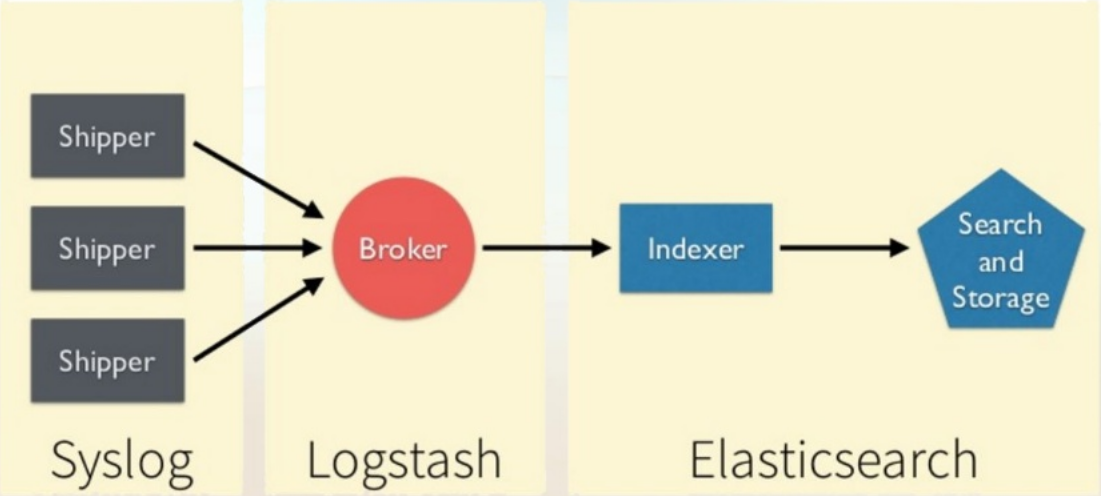 Shipper
Shipper
Shipper
Broker
Indexer
Search
and
Storage
Syslog
Logstash
Elasticsearch